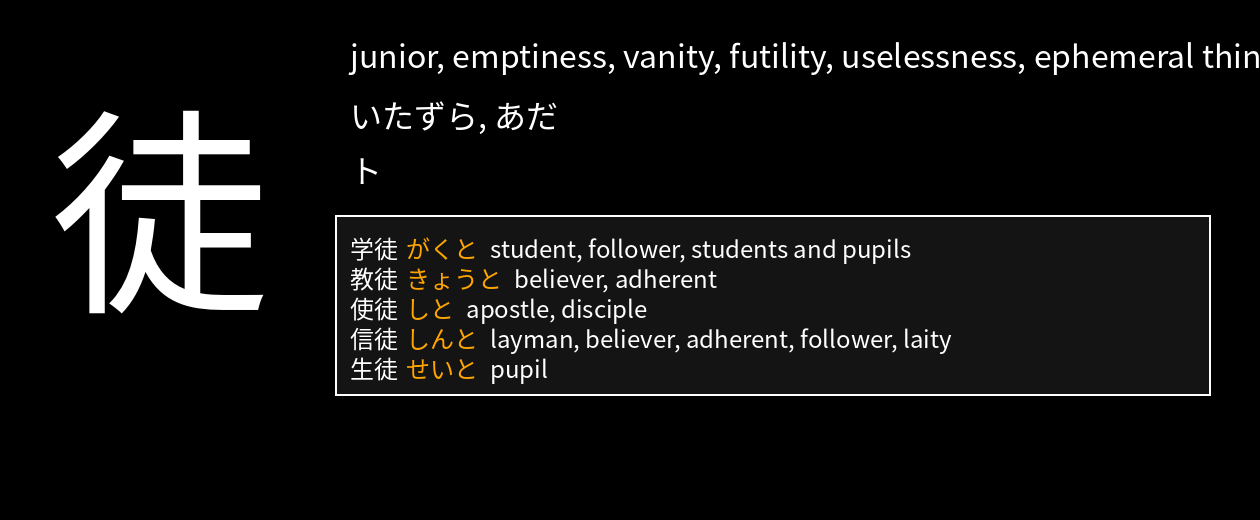 徒
junior, emptiness, vanity, futility, uselessness, ephemeral thin
いたずら, あだ
ト
学徒 がくと student, follower, students and pupils
教徒 きょうと believer, adherent
使徒 しと apostle, disciple
信徒 しんと layman, believer, adherent, follower, laity
生徒 せいと pupil